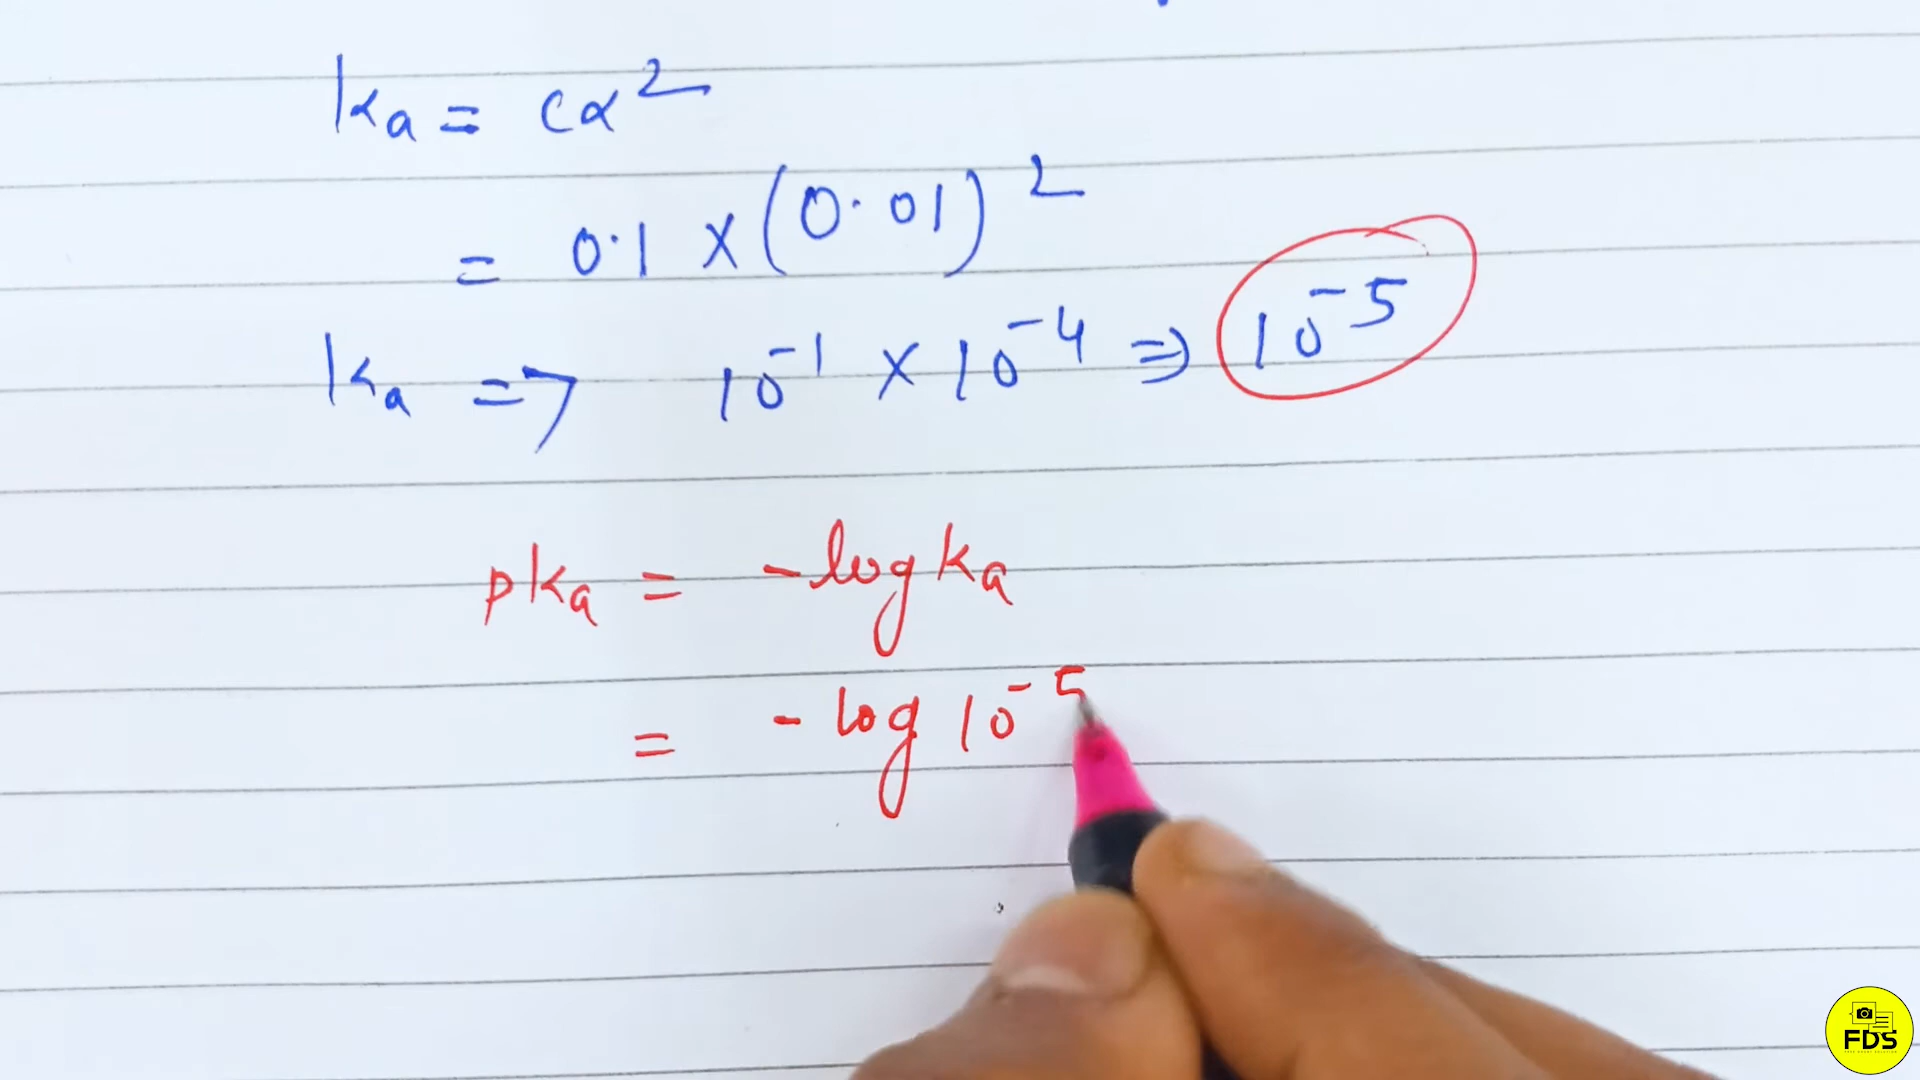 ka = cα²
= 0.1 × (0.01)²
ka => 10⁻¹ × 10⁻⁴ => 10⁻⁵
pka = -log ka
= -log 10⁻⁵
FDS